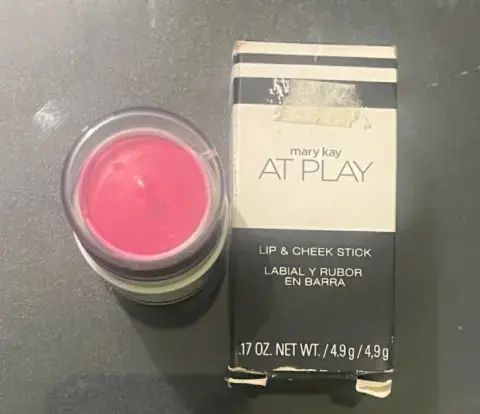 mary kay
AT PLAY
LIP & CHEEK STICK
LABIAL Y RUBOR
EN BARRA
.17 OZ. NET WT. / 4.9 g / 4,9 g